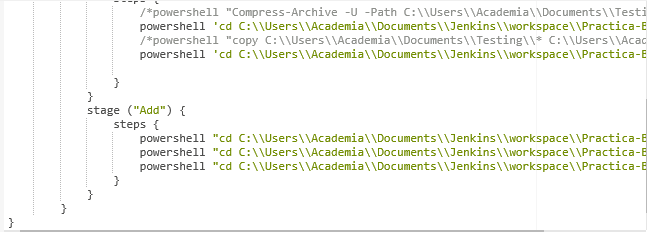 /*powershell "Compress-Archive -U -Path C:\\Users\\Academia\\Documents\\Testi
powershell 'cd C:\\Users\\Academia\\Documents\\Jenkins\\workspace\\Practica-E
/*powershell "copy C:\\Users\\Academia\\Documents\\Testing\\* C:\\Users\\Acad
powershell 'cd C:\\Users\\Academia\\Documents\\Jenkins\\workspace\\Practica-E
}
}
stage ("Add") {
steps {
powershell "cd C:\\Users\\Academia\\Documents\\Jenkins\\workspace\\Practica-E
powershell "cd C:\\Users\\Academia\\Documents\\Jenkins\\workspace\\Practica-E
powershell "cd C:\\Users\\Academia\\Documents\\Jenkins\\workspace\\Practica-E
}
}
}
}